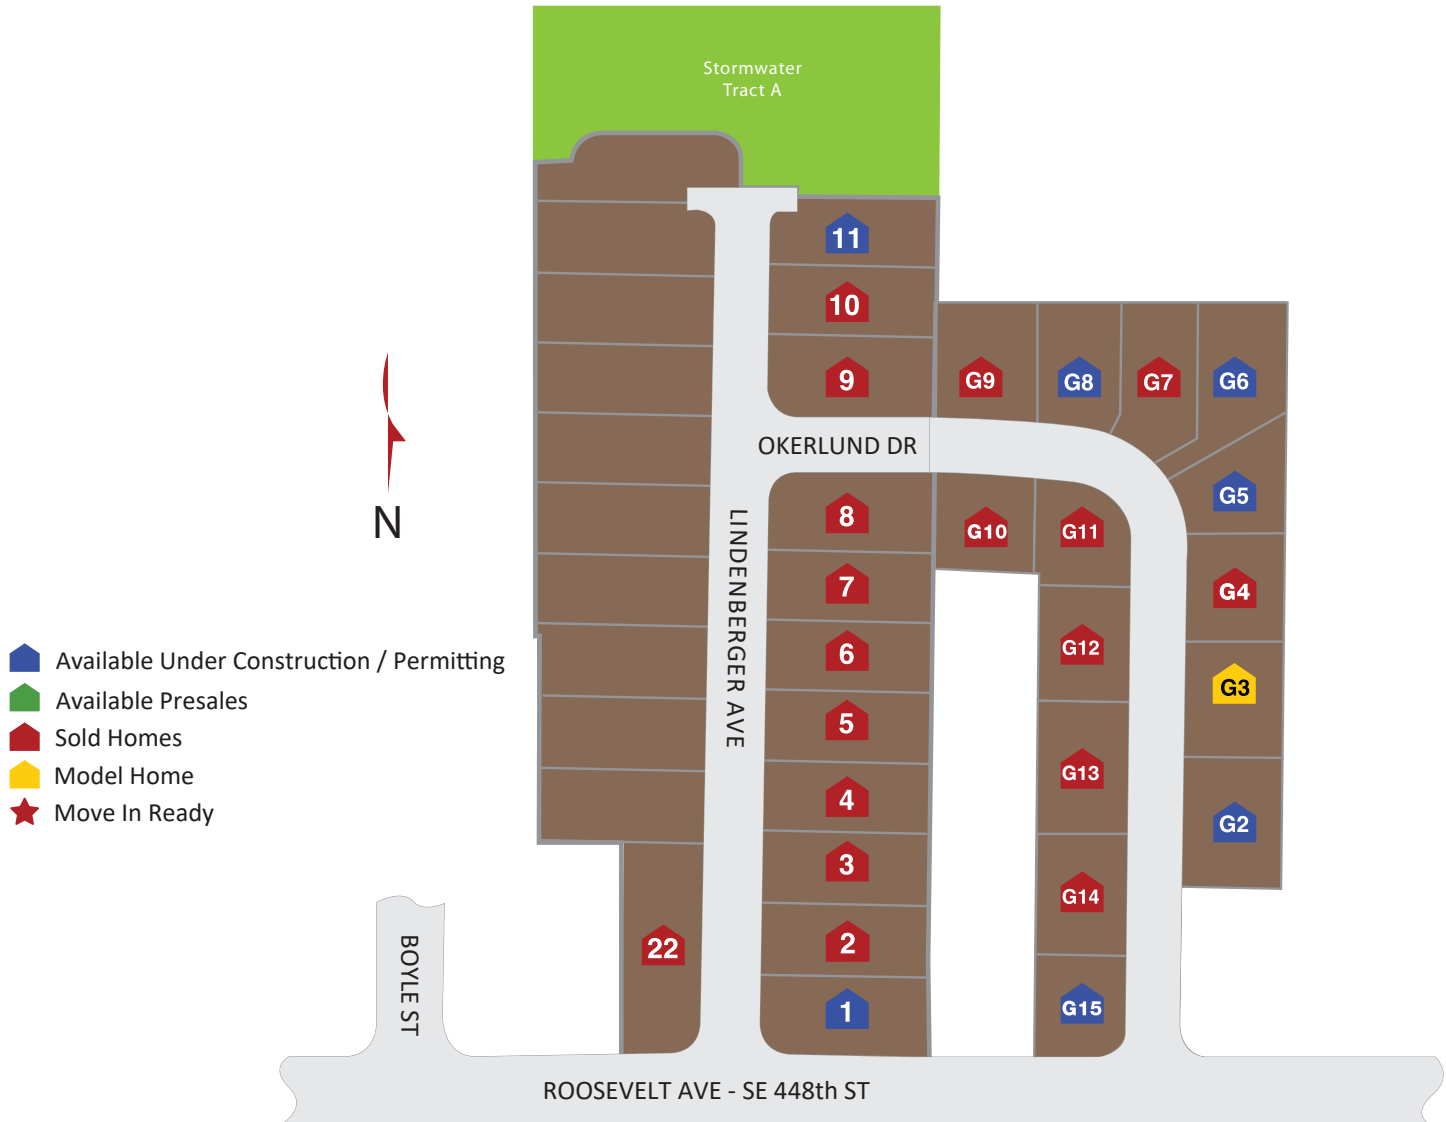 Stormwater
Tract A
11
10
9
G9
G8
G7
G6
OKERLUND DR
G5
8
G10
G11
N
LINDENBERGER AVE
7
G4
6
G12
G3
5
G13
4
G2
3
G14
22
2
1
G15
Available Under Construction / Permitting
Available Presales
Sold Homes
Model Home
Move In Ready
BOYLE ST
ROOSEVELT AVE - SE 448th ST